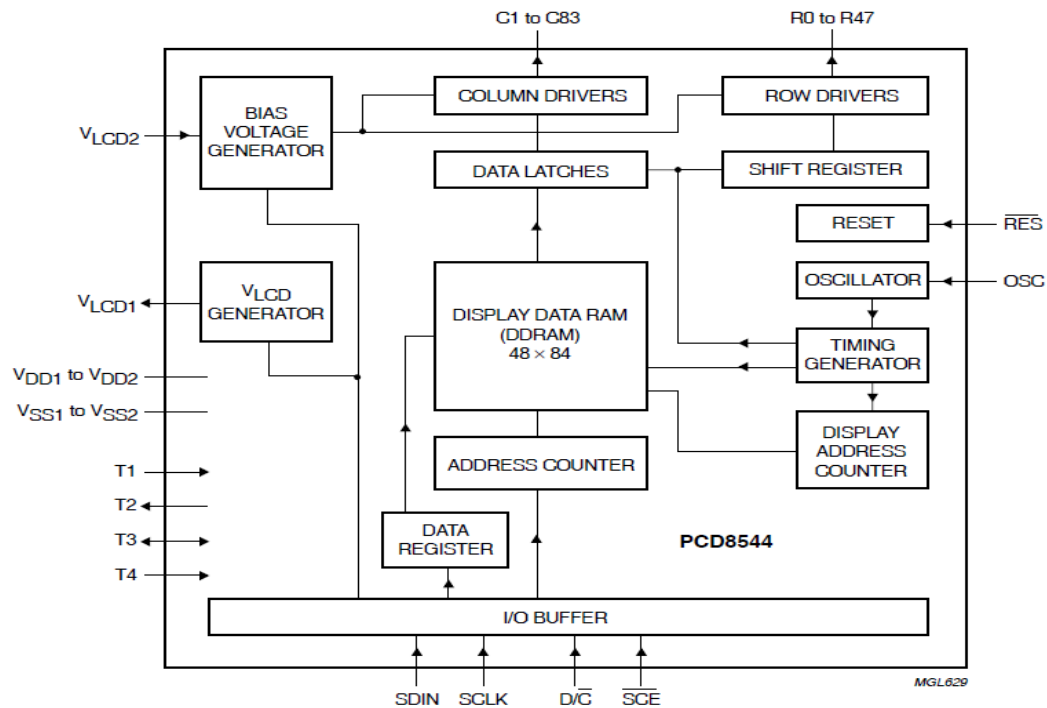 C1 to C83
R0 to R47
BIAS
VOLTAGE
GENERATOR
COLUMN DRIVERS
ROW DRIVERS
VLCD2
DATA LATCHES
SHIFT REGISTER
RESET
R̅E̅S̅
VLCD
GENERATOR
VLCD1
DISPLAY DATA RAM
(DDRAM)
48 × 84
OSCILLATOR
OSC
TIMING
GENERATOR
VDD1 to VDD2
VSS1 to VSS2
DISPLAY
ADDRESS
COUNTER
ADDRESS COUNTER
T1
T2
T3
T4
DATA
REGISTER
PCD8544
I/O BUFFER
SDIN
SCLK
D/C̅
S̅C̅E̅
MGL629